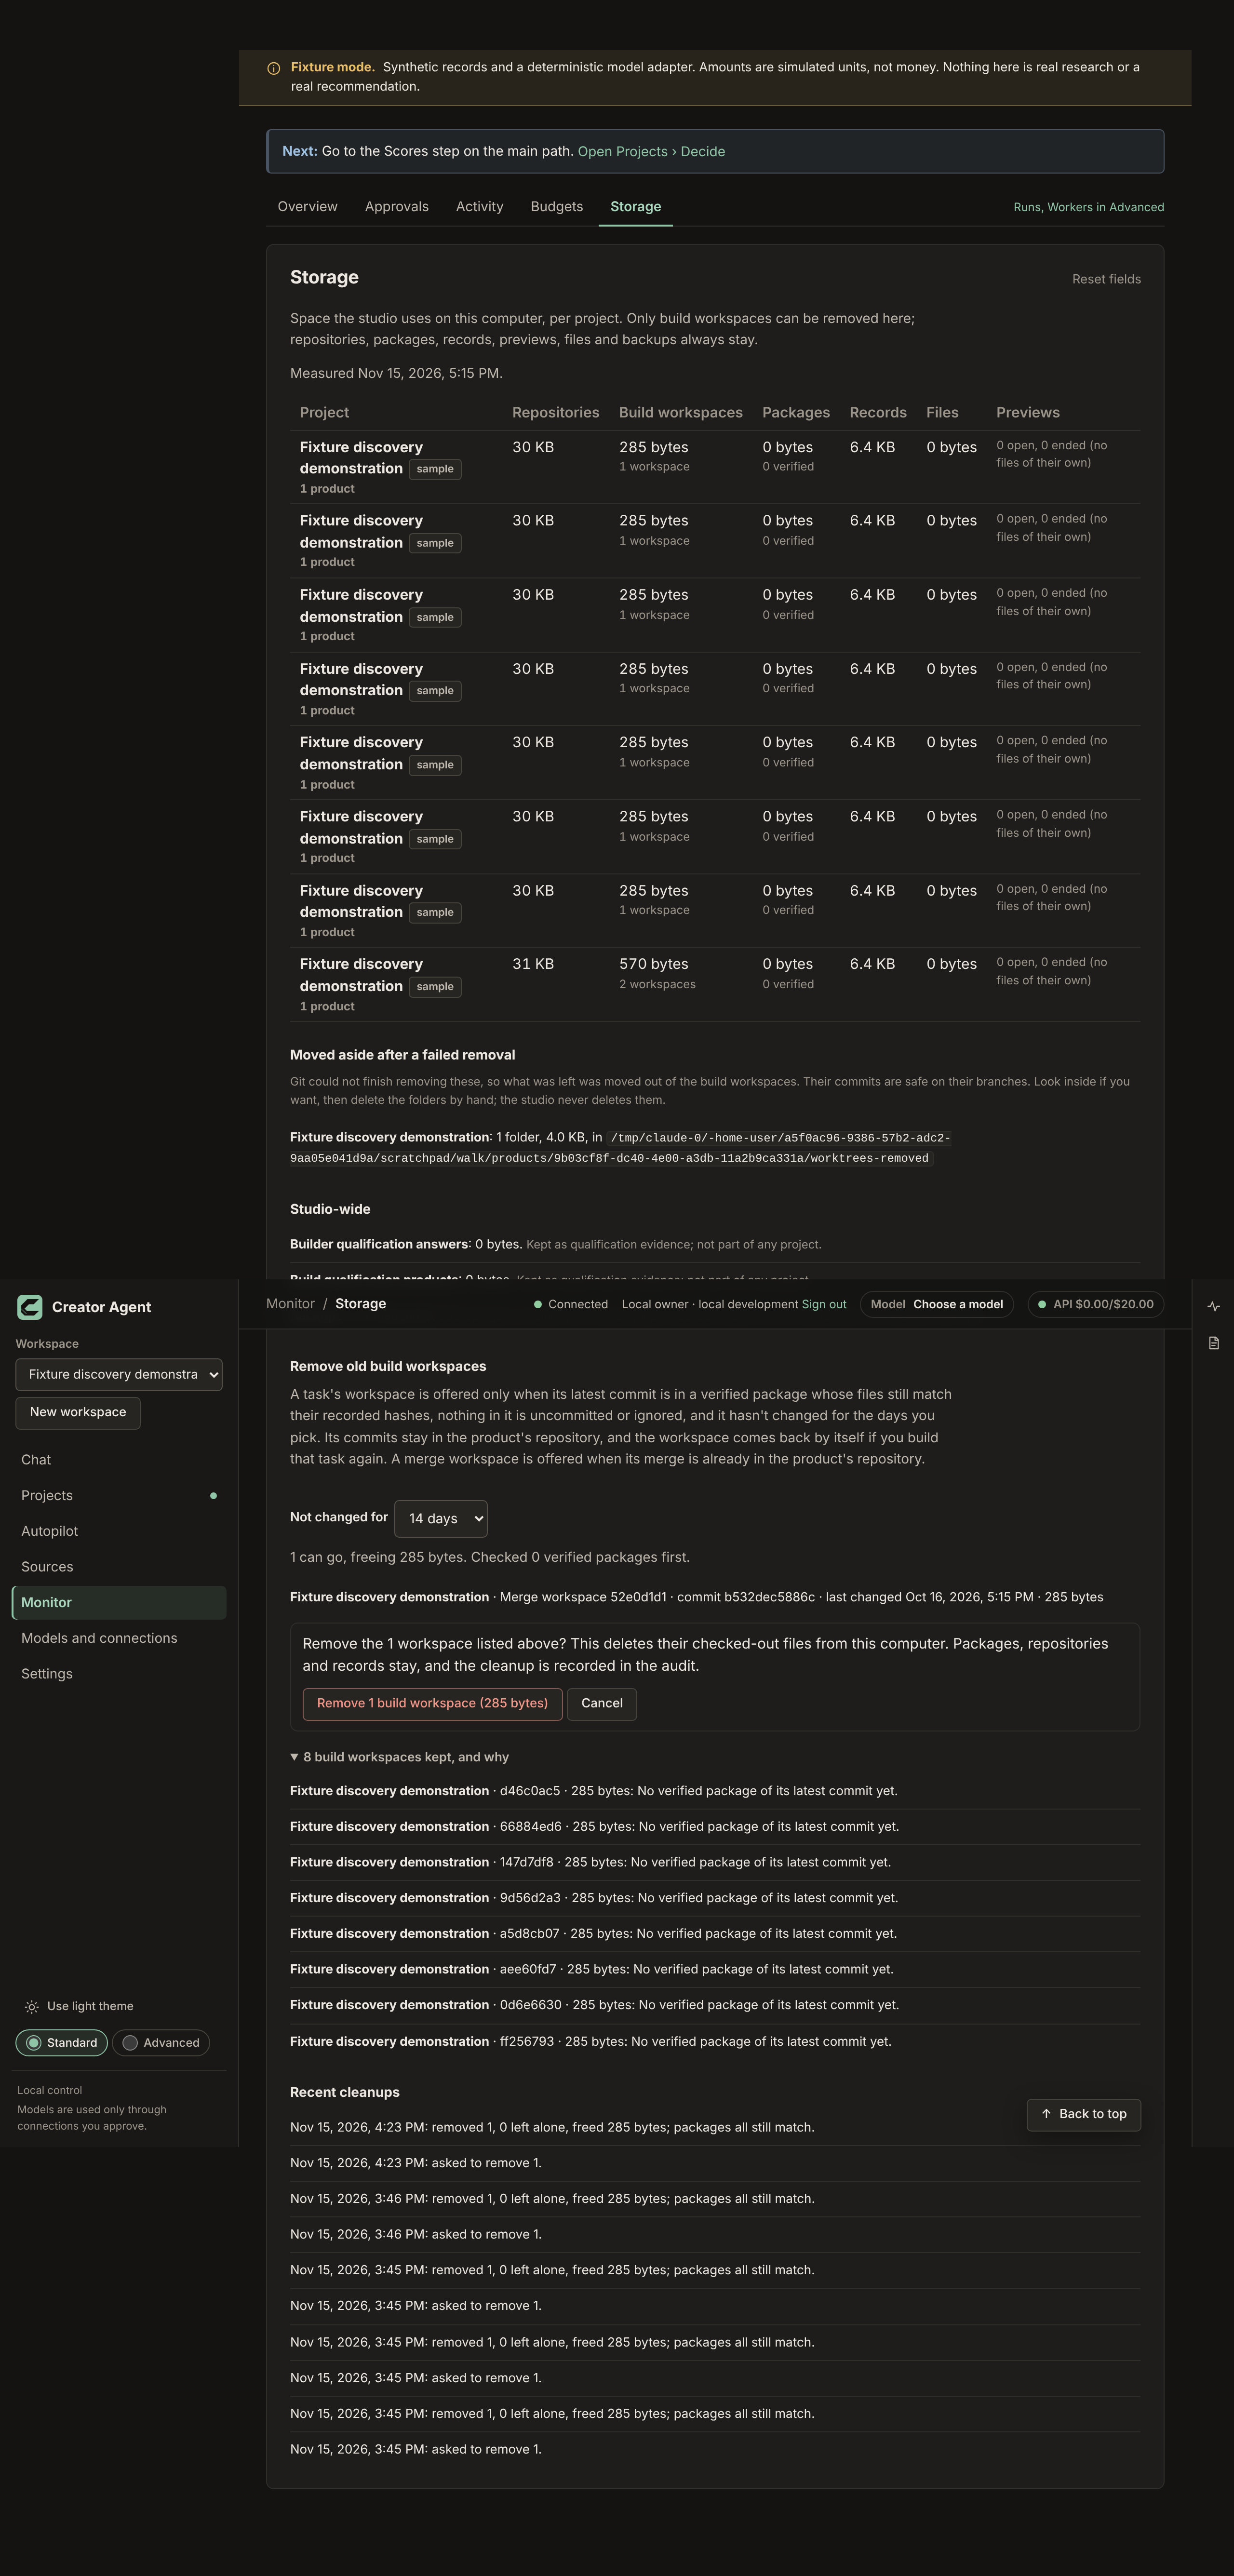 Fixture mode. Synthetic records and a deterministic model adapter. Amounts are simulated units, not money. Nothing here is real research or a
real recommendation.
Next: Go to the Scores step on the main path. Open Projects › Decide
Overview Approvals Activity Budgets Storage Runs, Workers in Advanced
Storage Reset fields
Space the studio uses on this computer, per project. Only build workspaces can be removed here;
repositories, packages, records, previews, files and backups always stay.
Measured Nov 15, 2026, 5:15 PM.
Project Repositories Build workspaces Packages Records Files Previews
Fixture discovery 30 KB 285 bytes 0 bytes 6.4 KB 0 bytes 0 open, 0 ended (no
demonstration sample 1 workspace 0 verified files of their own)
1 product
Fixture discovery 30 KB 285 bytes 0 bytes 6.4 KB 0 bytes 0 open, 0 ended (no
demonstration sample 1 workspace 0 verified files of their own)
1 product
Fixture discovery 30 KB 285 bytes 0 bytes 6.4 KB 0 bytes 0 open, 0 ended (no
demonstration sample 1 workspace 0 verified files of their own)
1 product
Fixture discovery 30 KB 285 bytes 0 bytes 6.4 KB 0 bytes 0 open, 0 ended (no
demonstration sample 1 workspace 0 verified files of their own)
1 product
Fixture discovery 30 KB 285 bytes 0 bytes 6.4 KB 0 bytes 0 open, 0 ended (no
demonstration sample 1 workspace 0 verified files of their own)
1 product
Fixture discovery 30 KB 285 bytes 0 bytes 6.4 KB 0 bytes 0 open, 0 ended (no
demonstration sample 1 workspace 0 verified files of their own)
1 product
Fixture discovery 30 KB 285 bytes 0 bytes 6.4 KB 0 bytes 0 open, 0 ended (no
demonstration sample 1 workspace 0 verified files of their own)
1 product
Fixture discovery 31 KB 570 bytes 0 bytes 6.4 KB 0 bytes 0 open, 0 ended (no
demonstration sample 2 workspaces 0 verified files of their own)
1 product
Moved aside after a failed removal
Git could not finish removing these, so what was left was moved out of the build workspaces. Their commits are safe on their branches. Look inside if you
want, then delete the folders by hand; the studio never deletes them.
Fixture discovery demonstration: 1 folder, 4.0 KB, in /tmp/claude-0/-home-user/a5f0ac96-9386-57b2-adc2-
9aa05e041d9a/scratchpad/walk/products/9b03cf8f-dc40-4e00-a3db-11a2b9ca331a/worktrees-removed
Studio-wide
Builder qualification answers: 0 bytes. Kept as qualification evidence; not part of any project.
Build qualification products: 0 bytes. Kept as qualification evidence; not part of any project.
Creator Agent
Workspace
Fixture discovery demonstra
New workspace
Chat
Projects
Autopilot
Sources
Monitor
Models and connections
Settings
Use light theme
Standard Advanced
Local control
Models are used only through
connections you approve.
Monitor / Storage Connected Local owner · local development Sign out Model Choose a model API $0.00/$20.00
Remove old build workspaces
A task's workspace is offered only when its latest commit is in a verified package whose files still match
their recorded hashes, nothing in it is uncommitted or ignored, and it hasn't changed for the days you
pick. Its commits stay in the product's repository, and the workspace comes back by itself if you build
that task again. A merge workspace is offered when its merge is already in the product's repository.
Not changed for 14 days
1 can go, freeing 285 bytes. Checked 0 verified packages first.
Fixture discovery demonstration · Merge workspace 52e0d1d1 · commit b532dec5886c · last changed Oct 16, 2026, 5:15 PM · 285 bytes
Remove the 1 workspace listed above? This deletes their checked-out files from this computer. Packages, repositories
and records stay, and the cleanup is recorded in the audit.
Remove 1 build workspace (285 bytes) Cancel
▼ 8 build workspaces kept, and why
Fixture discovery demonstration · d46c0ac5 · 285 bytes: No verified package of its latest commit yet.
Fixture discovery demonstration · 66884ed6 · 285 bytes: No verified package of its latest commit yet.
Fixture discovery demonstration · 147d7df8 · 285 bytes: No verified package of its latest commit yet.
Fixture discovery demonstration · 9d56d2a3 · 285 bytes: No verified package of its latest commit yet.
Fixture discovery demonstration · a5d8cb07 · 285 bytes: No verified package of its latest commit yet.
Fixture discovery demonstration · aee60fd7 · 285 bytes: No verified package of its latest commit yet.
Fixture discovery demonstration · 0d6e6630 · 285 bytes: No verified package of its latest commit yet.
Fixture discovery demonstration · ff256793 · 285 bytes: No verified package of its latest commit yet.
Recent cleanups
↑ Back to top
Nov 15, 2026, 4:23 PM: removed 1, 0 left alone, freed 285 bytes; packages all still match.
Nov 15, 2026, 4:23 PM: asked to remove 1.
Nov 15, 2026, 3:46 PM: removed 1, 0 left alone, freed 285 bytes; packages all still match.
Nov 15, 2026, 3:46 PM: asked to remove 1.
Nov 15, 2026, 3:45 PM: removed 1, 0 left alone, freed 285 bytes; packages all still match.
Nov 15, 2026, 3:45 PM: asked to remove 1.
Nov 15, 2026, 3:45 PM: removed 1, 0 left alone, freed 285 bytes; packages all still match.
Nov 15, 2026, 3:45 PM: asked to remove 1.
Nov 15, 2026, 3:45 PM: removed 1, 0 left alone, freed 285 bytes; packages all still match.
Nov 15, 2026, 3:45 PM: asked to remove 1.